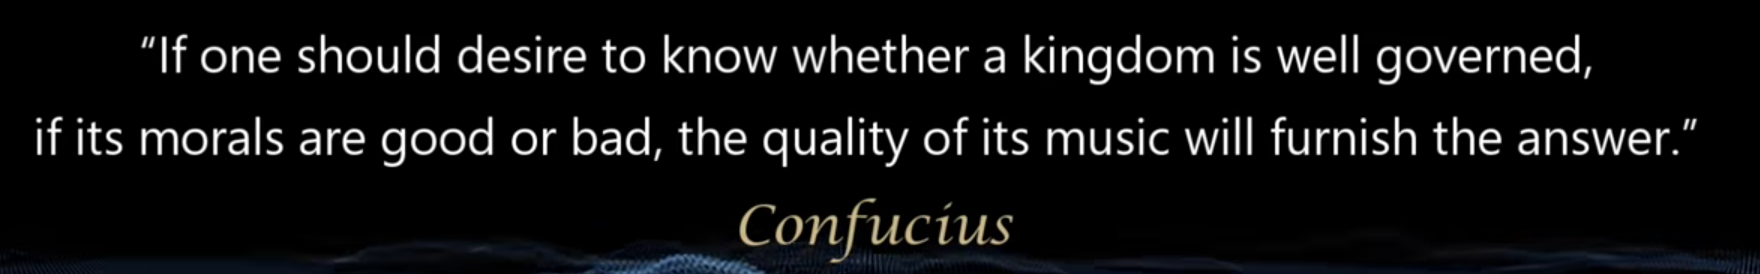 “If one should desire to know whether a kingdom is well governed,
if its morals are good or bad, the quality of its music will furnish the answer.”
Confucius